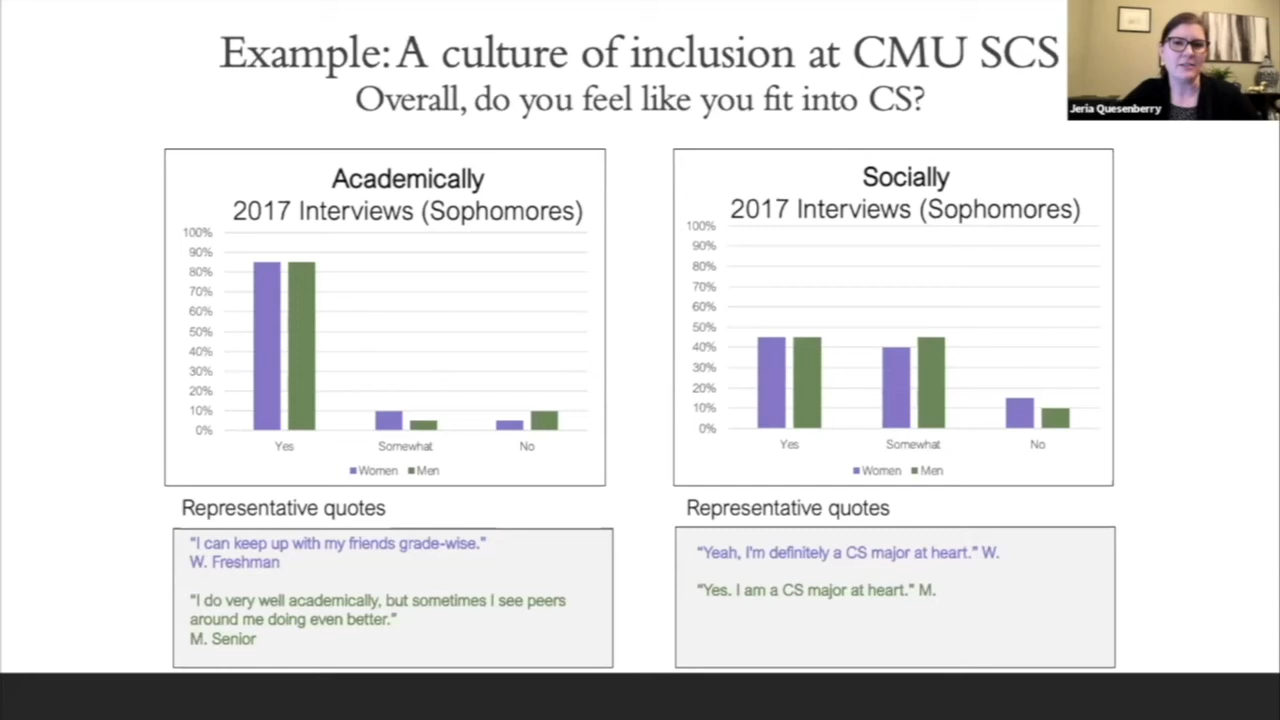 Example: A culture of inclusion at CMU SCS
Overall, do you feel like you fit into CS?
Jeria Quesenberry
Academically
2017 Interviews (Sophomores)
100%
90%
80%
70%
60%
50%
40%
30%
20%
10%
0%
Yes Somewhat No
Women Men
Socially
2017 Interviews (Sophomores)
100%
90%
80%
70%
60%
50%
40%
30%
20%
10%
0%
Yes Somewhat No
Women Men
Representative quotes
"I can keep up with my friends grade-wise."
W. Freshman
"I do very well academically, but sometimes I see peers
around me doing even better."
M. Senior
Representative quotes
"Yeah, I'm definitely a CS major at heart." W.
"Yes. I am a CS major at heart." M.